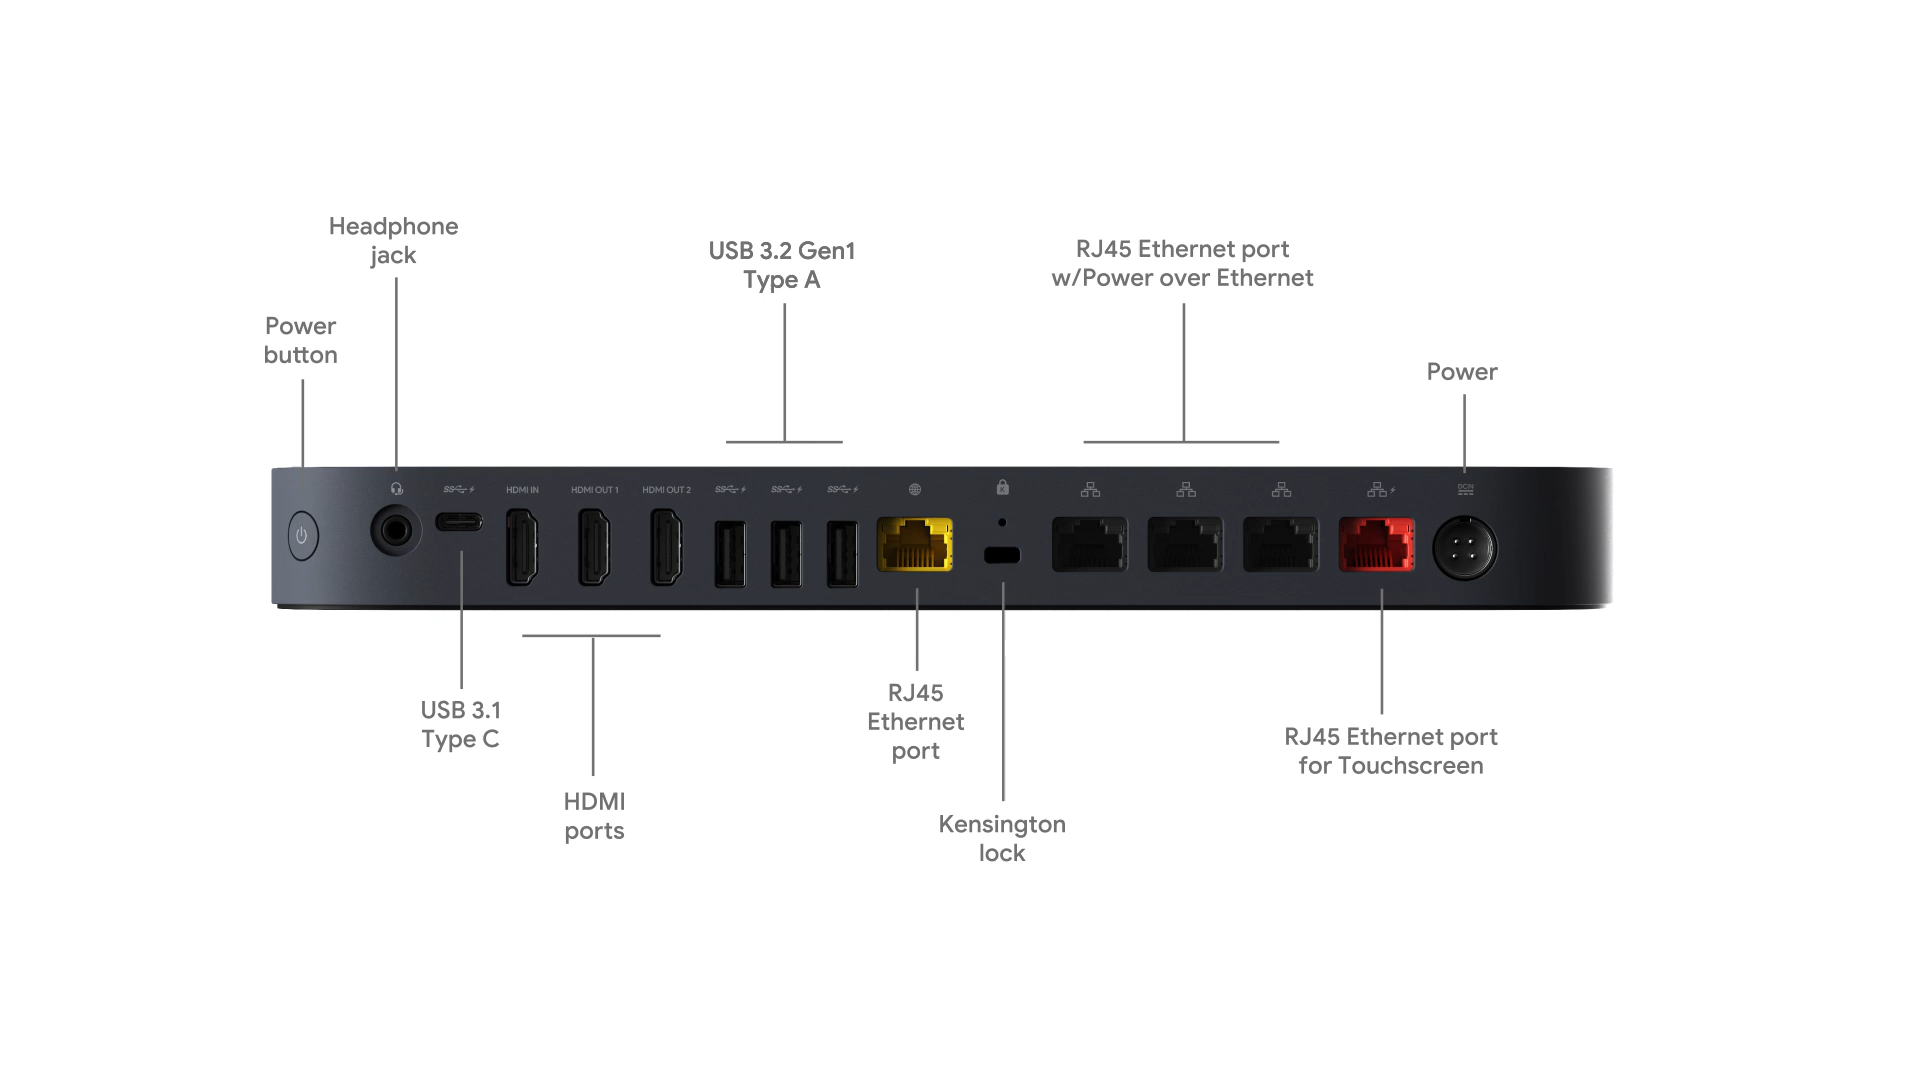 Headphone
jack
USB 3.2 Gen1
Type A
RJ45 Ethernet port
w/Power over Ethernet
Power
button
Power
HDMI IN
HDMI OUT 1
HDMI OUT 2
DCIN
USB 3.1
Type C
HDMI
ports
RJ45
Ethernet
port
Kensington
lock
RJ45 Ethernet port
for Touchscreen